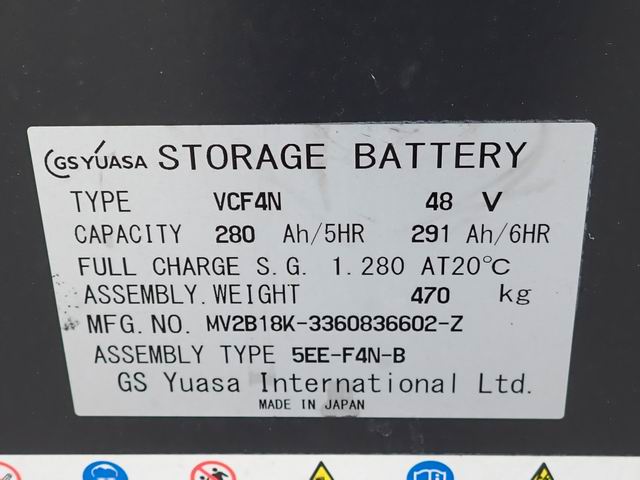 GS YUASA STORAGE BATTERY
TYPE VCF4N 48 V
CAPACITY 280 Ah/5HR 291 Ah/6HR
FULL CHARGE S.G. 1.280 AT20°C
ASSEMBLY.WEIGHT 470 kg
MFG.NO. MV2B18K-3360836602-Z
ASSEMBLY TYPE 5EE-F4N-B
GS Yuasa International Ltd.
MADE IN JAPAN